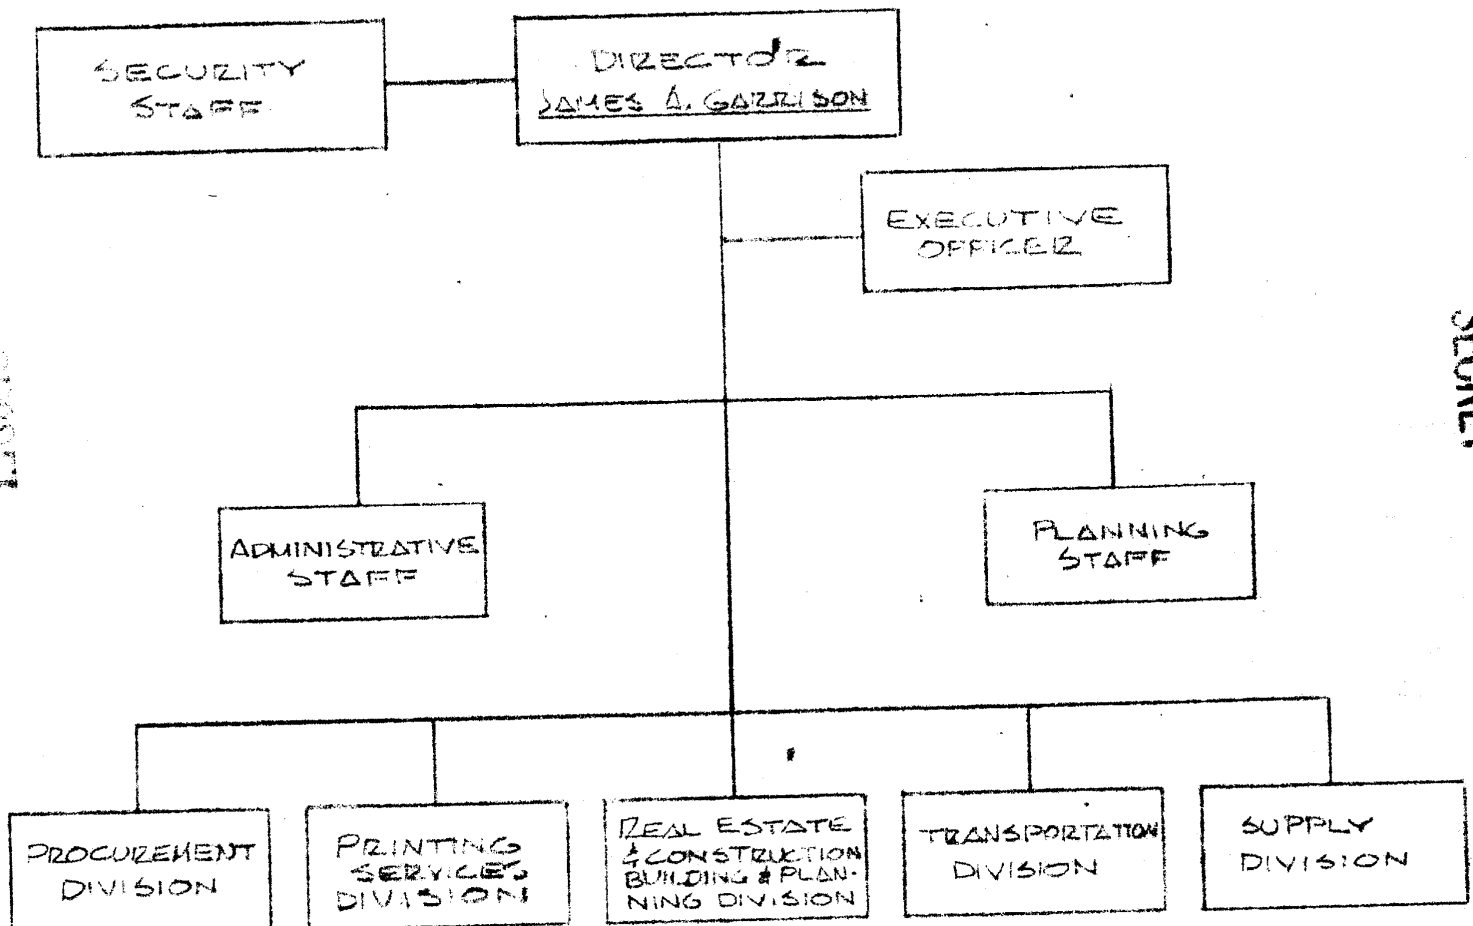 SECURITY
STAFF
DIRECTOR
JAMES A. GARRISON
EXECUTIVE
OFFICER
SECRET
ADMINISTRATIVE
STAFF
PLANNING
STAFF
PROCUREMENT
DIVISION
PRINTING
SERVICES
DIVISION
REAL ESTATE
& CONSTRUCTION
BUILDING & PLAN-
NING DIVISION
TRANSPORTATION
DIVISION
SUPPLY
DIVISION